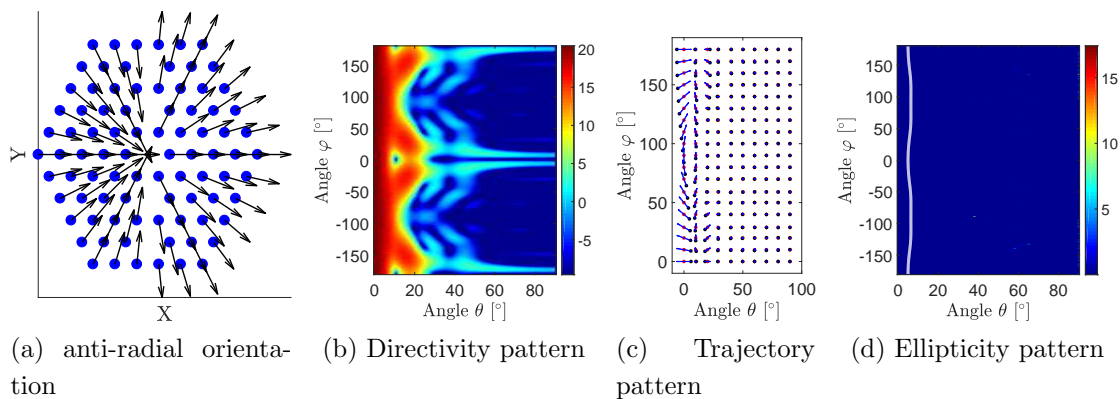 Y
X
150
100
50
0
-50
-100
-150
Angle φ [°]
0 20 40 60 80
Angle θ [°]
20
15
10
5
0
-5
150
100
50
0
Angle φ [°]
0 50 100
Angle θ [°]
150
100
50
0
-50
-100
-150
Angle φ [°]
0 20 40 60 80
Angle θ [°]
15
10
5
(a) anti-radial orienta-
tion
(b) Directivity pattern
(c) Trajectory
pattern
(d) Ellipticity pattern